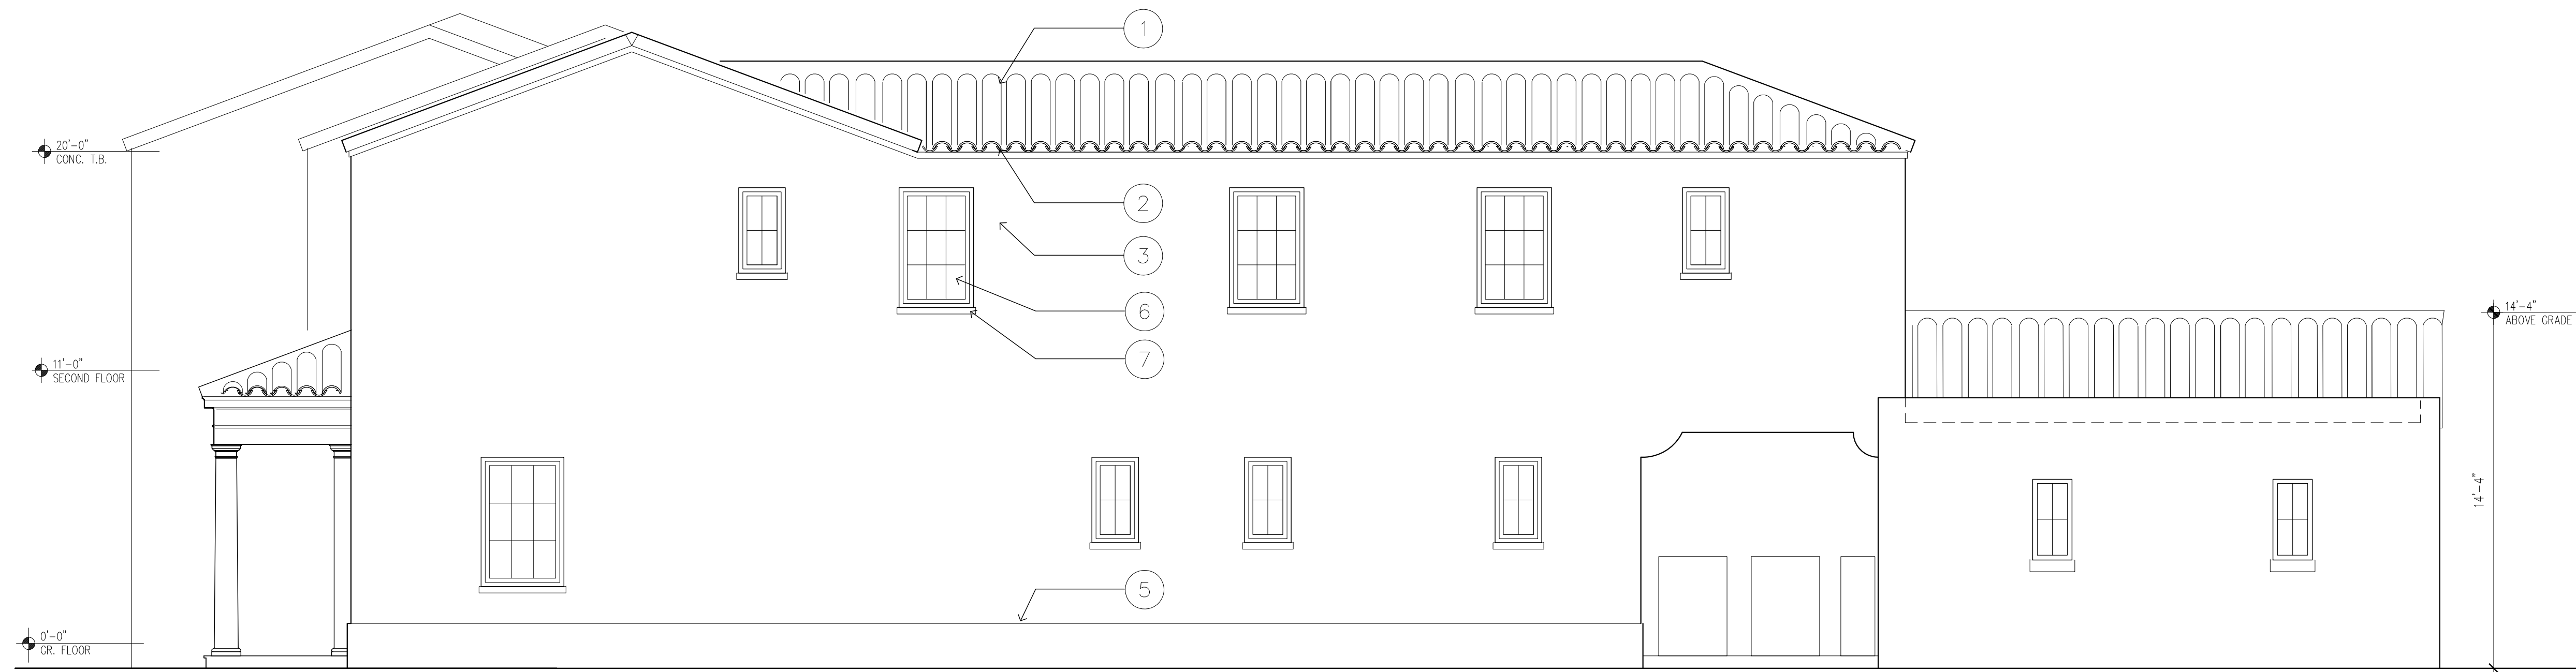 1
20'-0"
CONC. T.B.
2
3
6
14'-4"
ABOVE GRADE
7
11'-0"
SECOND FLOOR
14'-4"
5
0'-0"
GR. FLOOR